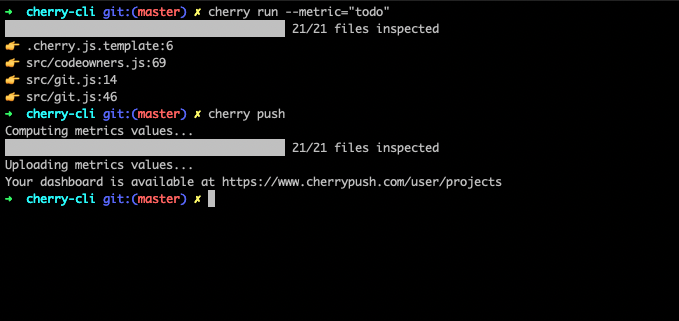 ➜ cherry-cli git:(master) ✗ cherry run --metric="todo"
21/21 files inspected
👉 .cherry.js.template:6
👉 src/codeowners.js:69
👉 src/git.js:14
👉 src/git.js:46
➜ cherry-cli git:(master) ✗ cherry push
Computing metrics values...
21/21 files inspected
Uploading metrics values...
Your dashboard is available at https://www.cherrypush.com/user/projects
➜ cherry-cli git:(master) ✗